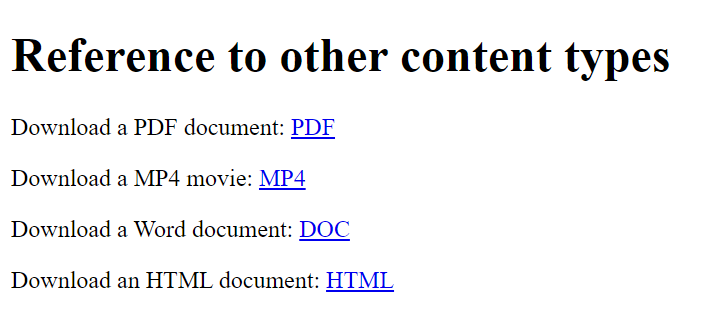 Reference to other content types
Download a PDF document: PDF
Download a MP4 movie: MP4
Download a Word document: DOC
Download an HTML document: HTML